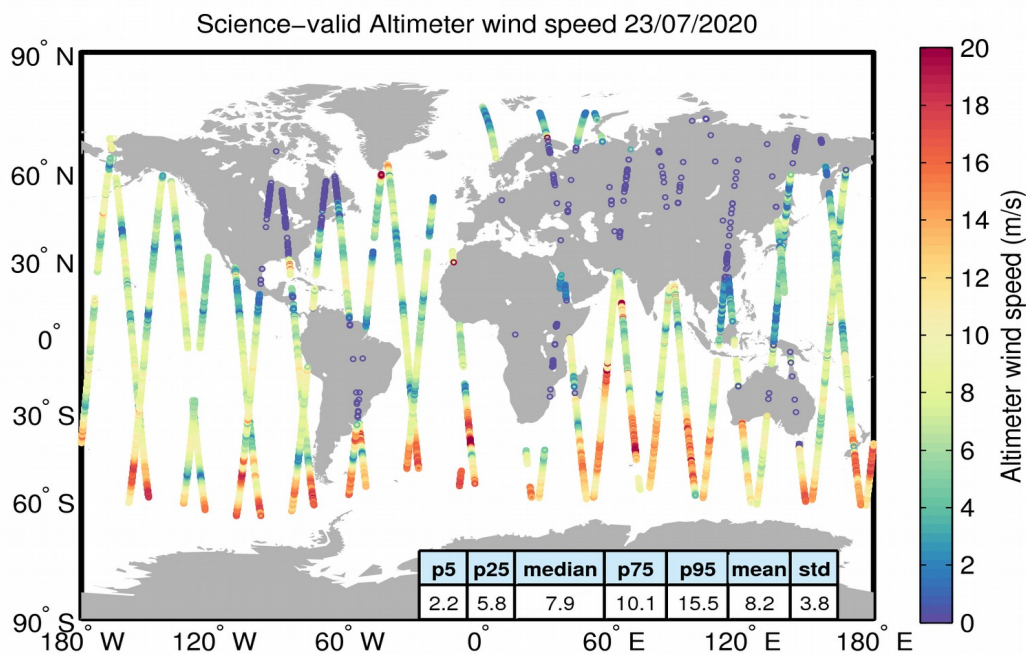 Science−valid Altimeter wind speed 23/07/2020
90° N
60° N
30° N
0°
30° S
60° S
90° S
180° W
120° W
60° W
0°
60° E
120° E
180° E
p5 p25 median p75 p95 mean std
2.2 5.8 7.9 10.1 15.5 8.2 3.8
20
18
16
14
12
10
8
6
4
2
0
Altimeter wind speed (m/s)